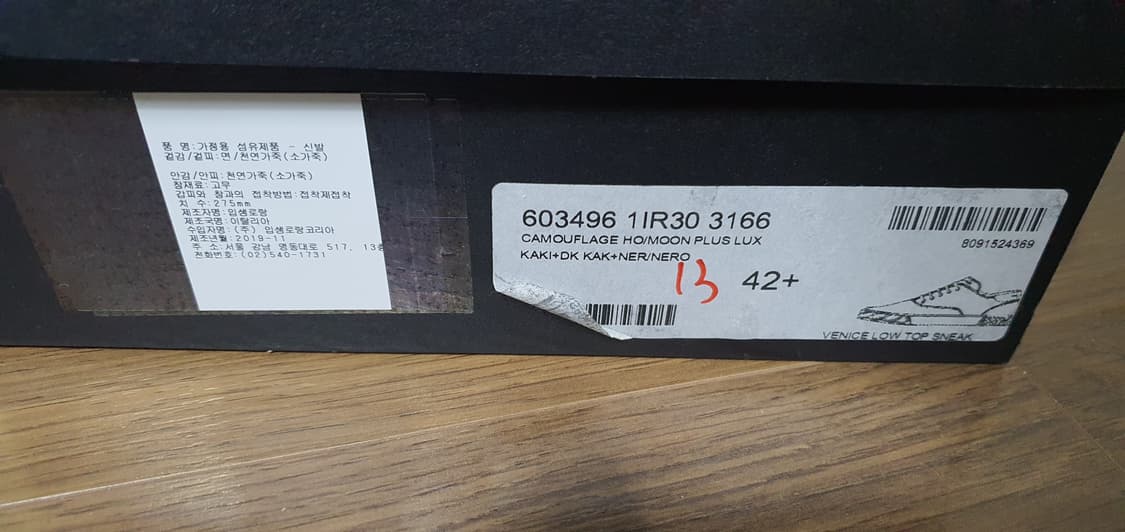 품 명:가정용 섬유제품 - 신발
겉감/겉피:면/천연가죽(소가죽)
안감/안피:천연가죽(소가죽)
창재료:고무
갑피와 창과의 접착방법:접착제접착
치 수:275mm
제조자명:입생로랑
제조국명:이탈리아
수입자명:(주) 입생로랑코리아
제조년월:2019-11
주 소:서울 강남 영동대로 517, 13층
전화번호:(02)540-1731
603496 1IR30 3166
CAMOUFLAGE HO/MOON PLUS LUX
KAKI+DK KAK+NER/NERO
8091524369
13
42+
VENICE LOW TOP SNEAK